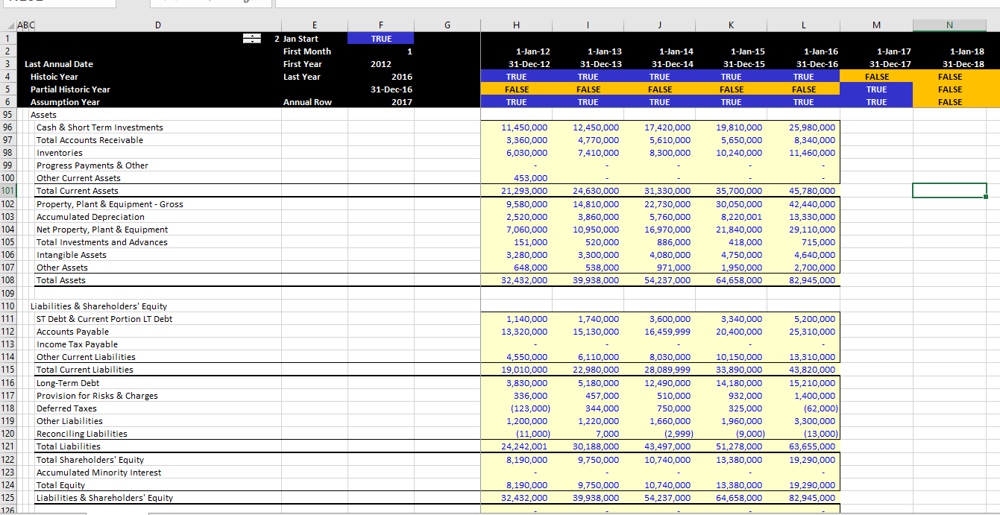 A B C D E F G H I J K L M N
1 2 Jan Start TRUE
2 First Month 1 1-Jan-12 1-Jan-13 1-Jan-14 1-Jan-15 1-Jan-16 1-Jan-17 1-Jan-18
3 Last Annual Date First Year 2012 31-Dec-12 31-Dec-13 31-Dec-14 31-Dec-15 31-Dec-16 31-Dec-17 31-Dec-18
4 Histoic Year Last Year 2016 TRUE TRUE TRUE TRUE TRUE FALSE FALSE
5 Partial Historic Year 31-Dec-16 FALSE FALSE FALSE FALSE FALSE TRUE FALSE
6 Assumption Year Annual Row 2017 TRUE TRUE TRUE TRUE TRUE TRUE FALSE
95 Assets
96 Cash & Short Term Investments 11,450,000 12,450,000 17,420,000 19,810,000 25,980,000
97 Total Accounts Receivable 3,360,000 4,770,000 5,610,000 5,650,000 8,340,000
98 Inventories 6,030,000 7,410,000 8,300,000 10,240,000 11,460,000
99 Progress Payments & Other - - - - -
100 Other Current Assets 453,000 - - - -
101 Total Current Assets 21,293,000 24,630,000 31,330,000 35,700,000 45,780,000
102 Property, Plant & Equipment - Gross 9,580,000 14,810,000 22,730,000 30,050,000 42,440,000
103 Accumulated Depreciation 2,520,000 3,860,000 5,760,000 8,220,001 13,330,000
104 Net Property, Plant & Equipment 7,060,000 10,950,000 16,970,000 21,840,000 29,110,000
105 Total Investments and Advances 151,000 520,000 886,000 418,000 715,000
106 Intangible Assets 3,280,000 3,300,000 4,080,000 4,750,000 4,640,000
107 Other Assets 648,000 538,000 971,000 1,950,000 2,700,000
108 Total Assets 32,432,000 39,938,000 54,237,000 64,658,000 82,945,000
109
110 Liabilities & Shareholders' Equity
111 ST Debt & Current Portion LT Debt 1,140,000 1,740,000 3,600,000 3,340,000 5,200,000
112 Accounts Payable 13,320,000 15,130,000 16,459,999 20,400,000 25,310,000
113 Income Tax Payable - - - - -
114 Other Current Liabilities 4,550,000 6,110,000 8,030,000 10,150,000 13,310,000
115 Total Current Liabilities 19,010,000 22,980,000 28,089,999 33,890,000 43,820,000
116 Long-Term Debt 3,830,000 5,180,000 12,490,000 14,180,000 15,210,000
117 Provision for Risks & Charges 336,000 457,000 510,000 932,000 1,400,000
118 Deferred Taxes (123,000) 344,000 750,000 325,000 (62,000)
119 Other Liabilities 1,200,000 1,220,000 1,660,000 1,960,000 3,300,000
120 Reconciling Liabilities (11,000) 7,000 (2,999) (9,000) (13,000)
121 Total Liabilities 24,242,001 30,188,000 43,497,000 51,278,000 63,655,000
122 Total Shareholders' Equity 8,190,000 9,750,000 10,740,000 13,380,000 19,290,000
123 Accumulated Minority Interest - - - - -
124 Total Equity 8,190,000 9,750,000 10,740,000 13,380,000 19,290,000
125 Liabilities & Shareholders' Equity 32,432,000 39,938,000 54,237,000 64,658,000 82,945,000
126 - - - - -